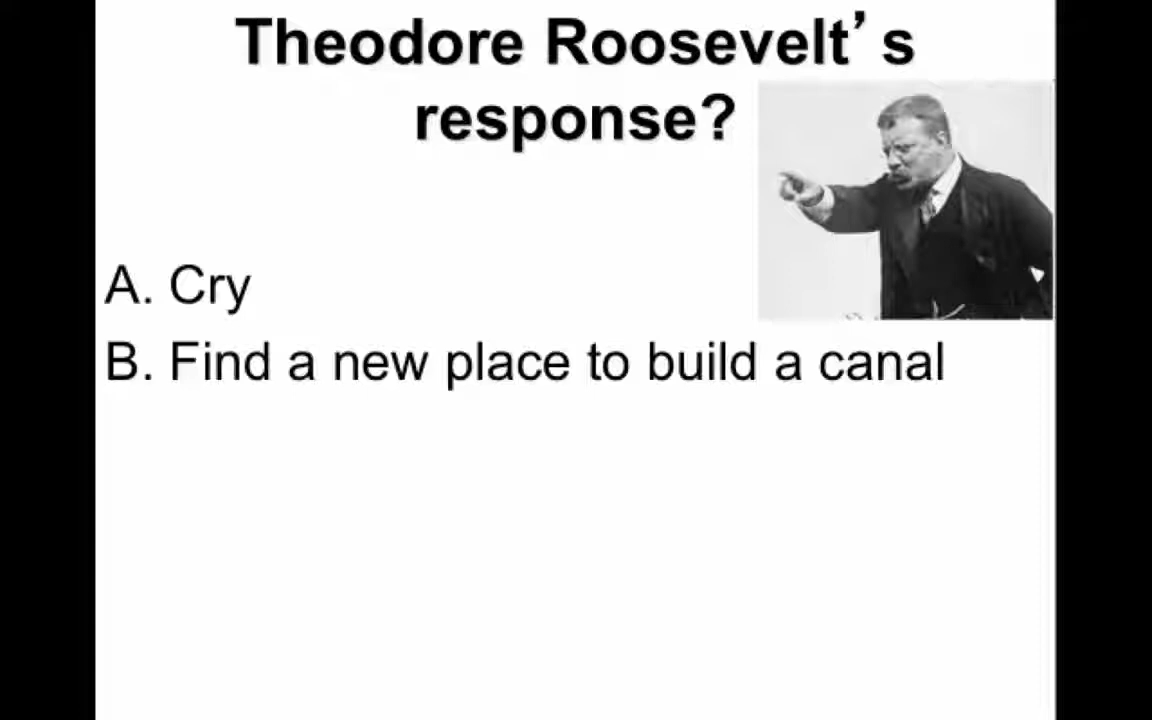 Theodore Roosevelt’s
response?
A. Cry
B. Find a new place to build a canal